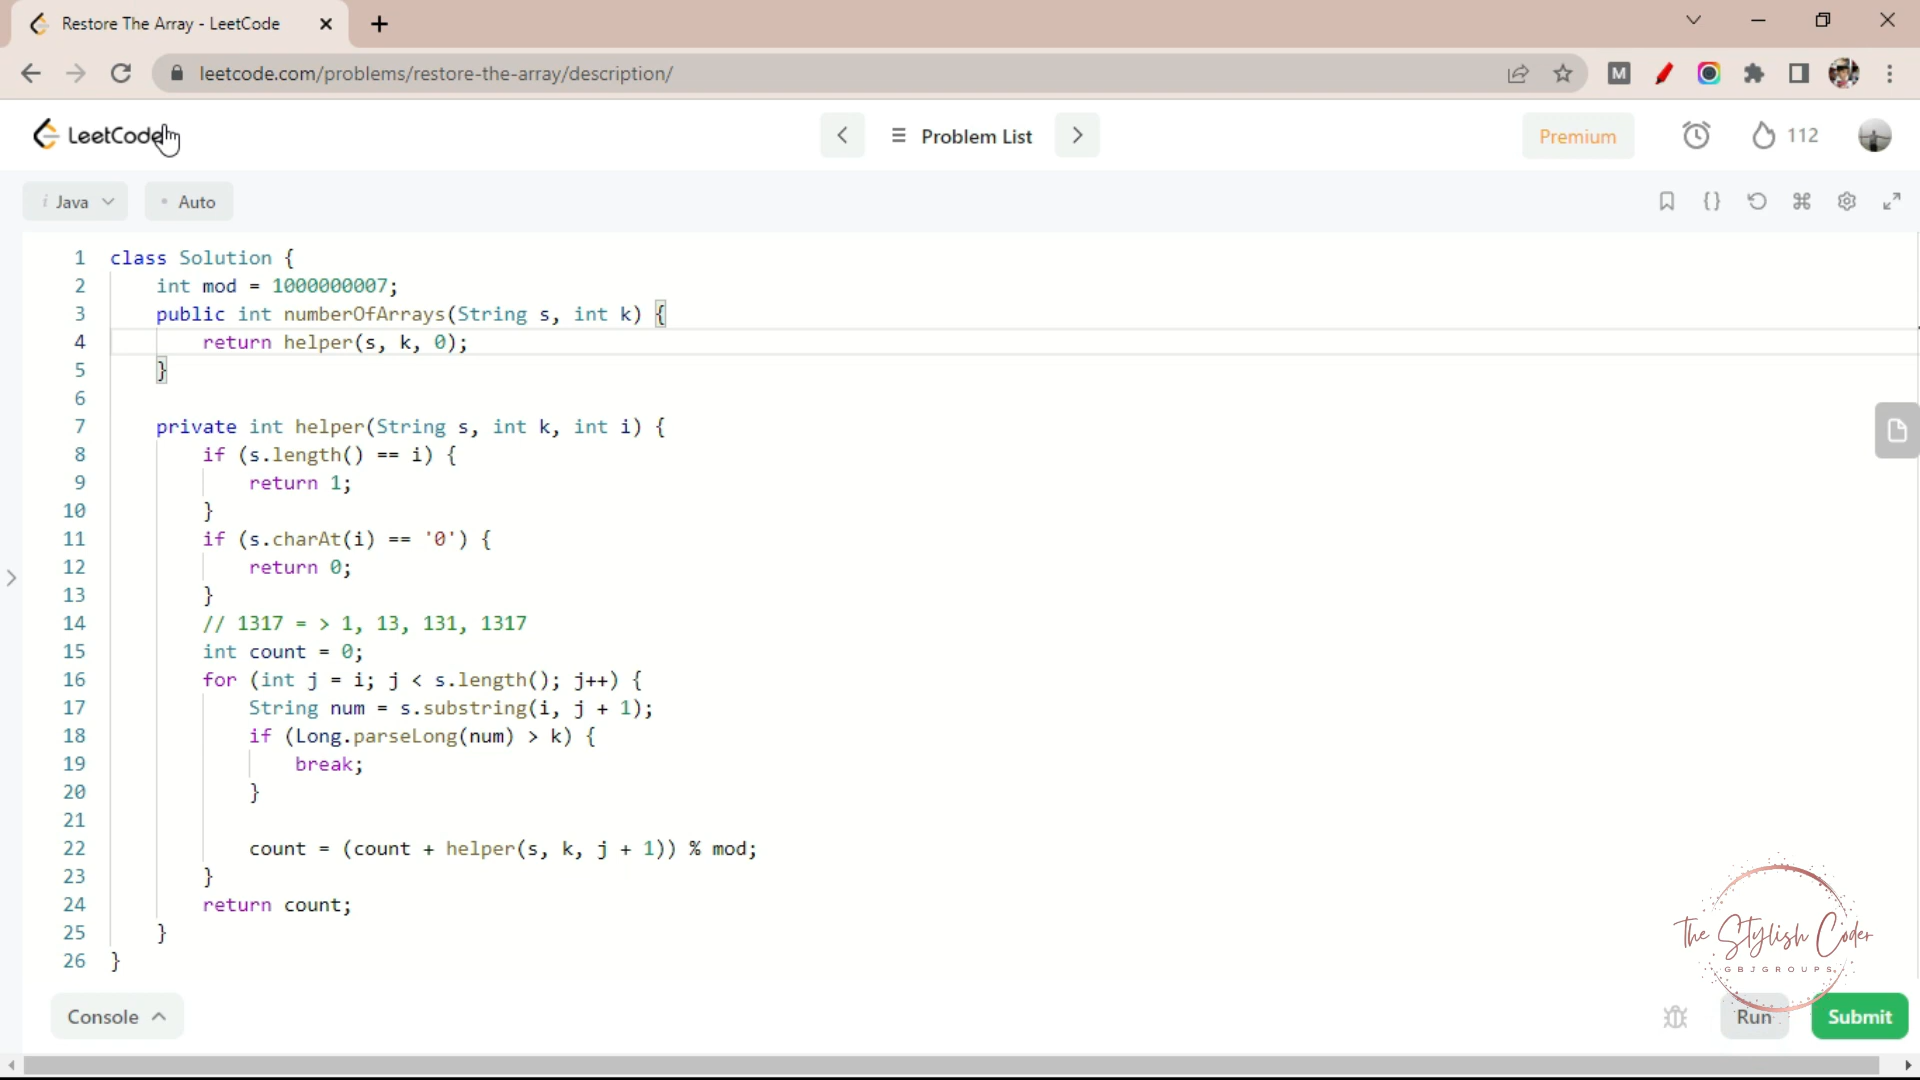 Restore The Array - LeetCode
leetcode.com/problems/restore-the-array/description/
M
LeetCode
Problem List
Premium
112
i Java
Auto
1 class Solution {
2 int mod = 1000000007;
3 public int numberOfArrays(String s, int k) {
4 return helper(s, k, 0);
5 }
6
7 private int helper(String s, int k, int i) {
8 if (s.length() == i) {
9 return 1;
10 }
11 if (s.charAt(i) == '0') {
12 return 0;
13 }
14 // 1317 = > 1, 13, 131, 1317
15 int count = 0;
16 for (int j = i; j < s.length(); j++) {
17 String num = s.substring(i, j + 1);
18 if (Long.parseLong(num) > k) {
19 break;
20 }
21
22 count = (count + helper(s, k, j + 1)) % mod;
23 }
24 return count;
25 }
26 }
The Stylish Coder
GBJGROUPS
Console
Run
Submit